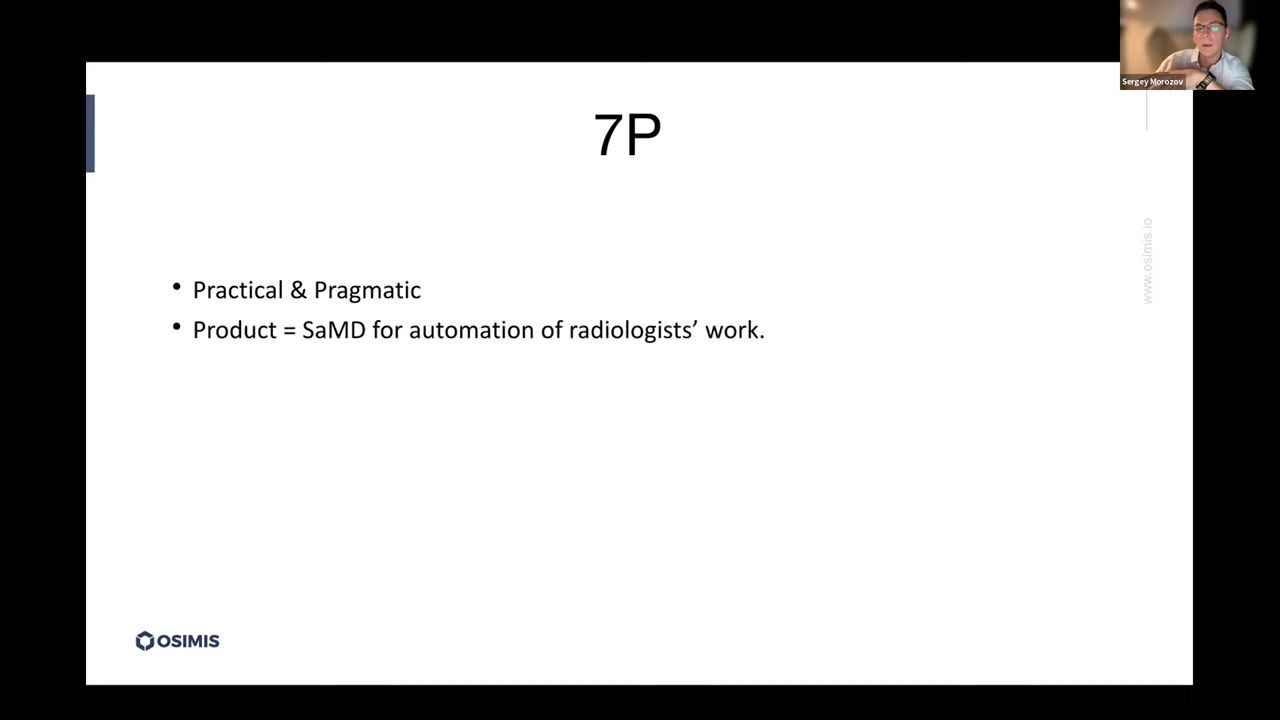 Sergey Morozov
7P
www.osimis.io
• Practical & Pragmatic
• Product = SaMD for automation of radiologists’ work.
OSIMIS